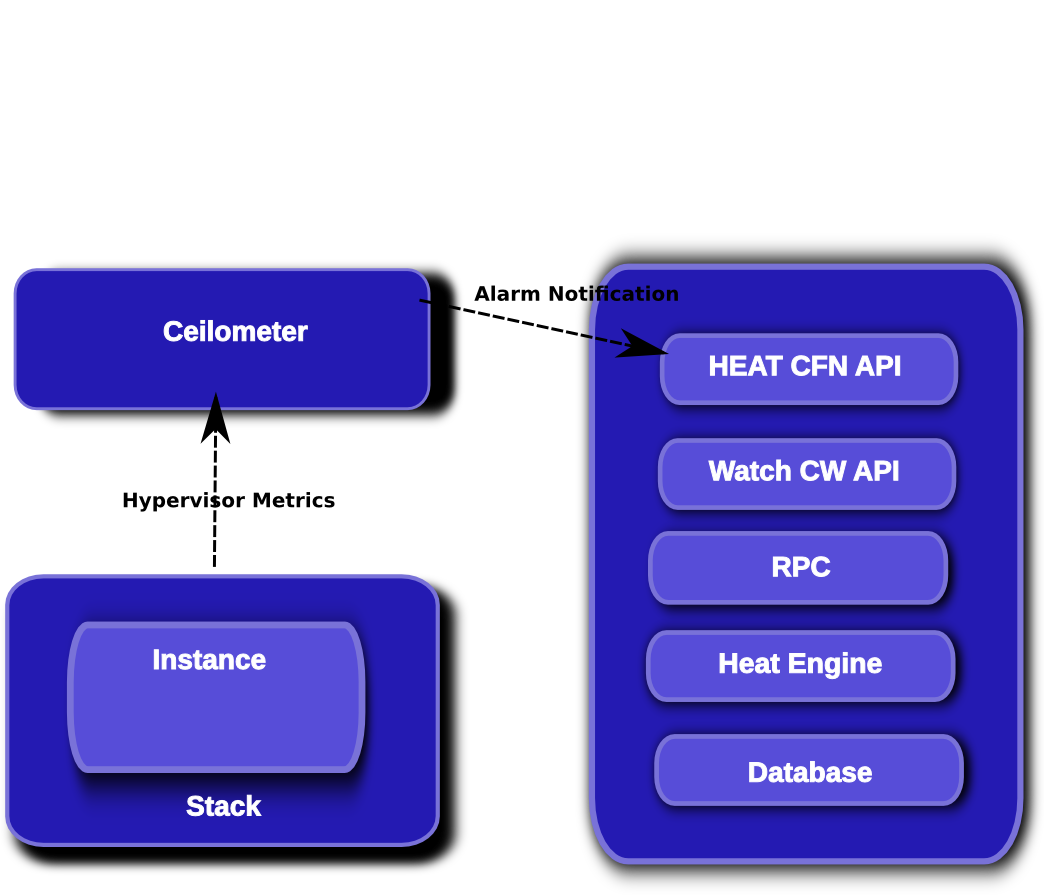 Alarm Notification
Ceilometer
HEAT CFN API
Watch CW API
Hypervisor Metrics
RPC
Instance
Heat Engine
Database
Stack